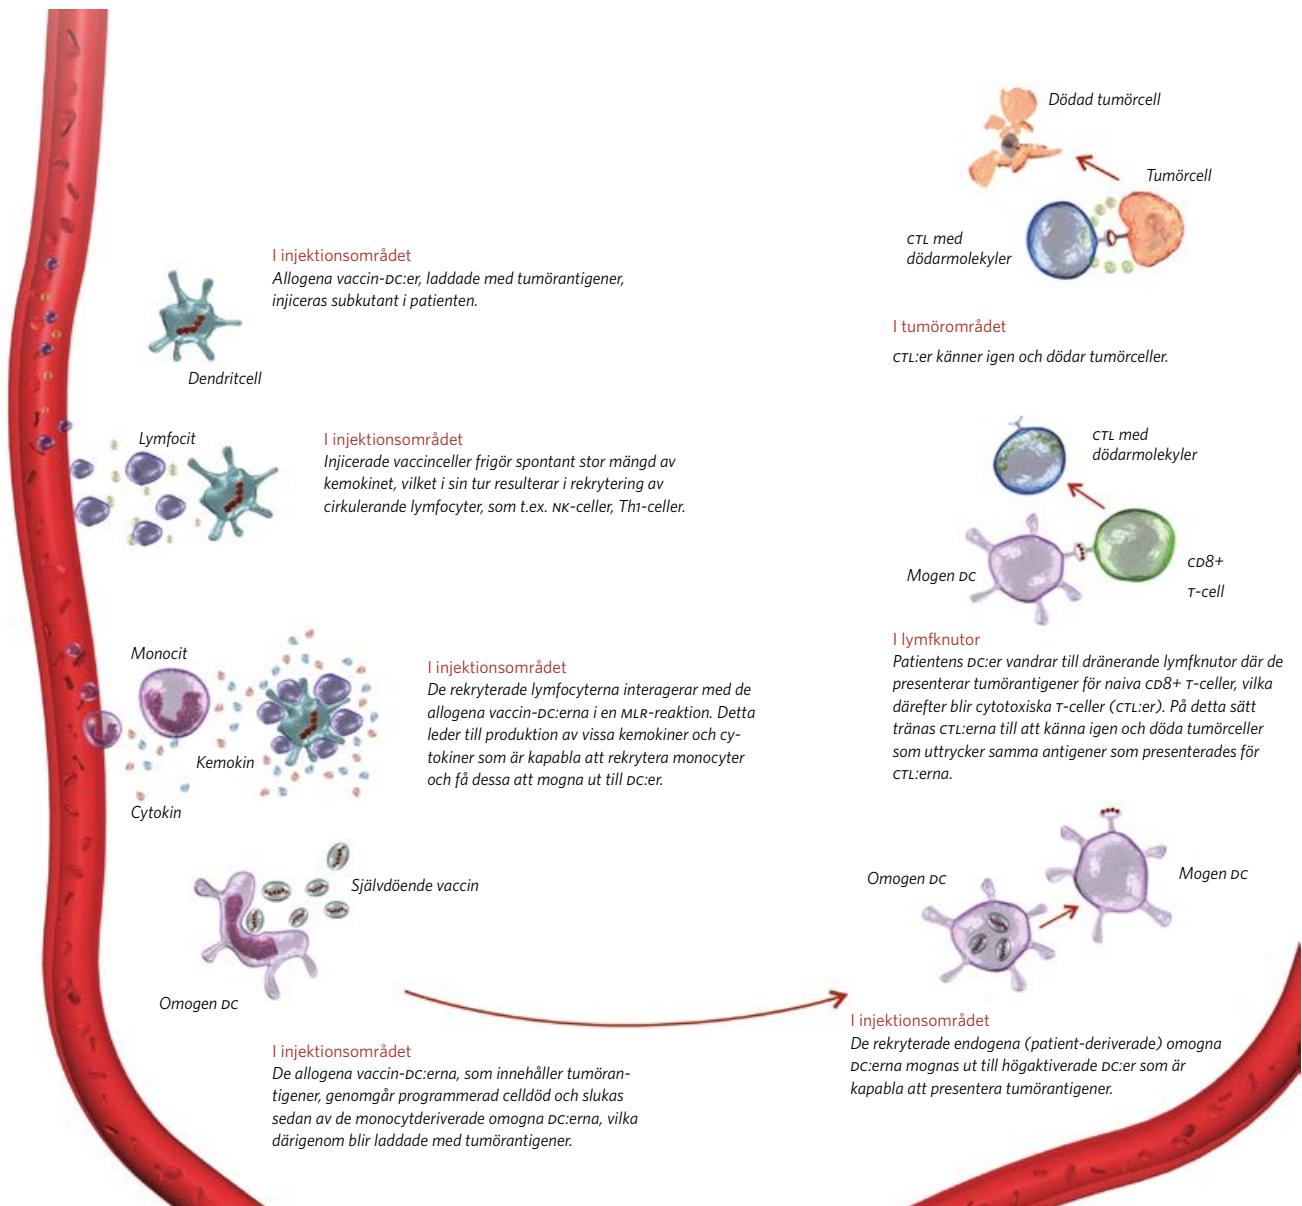 I injektionsområdet
Allogena vaccin-DC:er, laddade med tumörantigener,
injiceras subkutant i patienten.
Dendritcell
Lymfocit
I injektionsområdet
Injicerade vaccinceller frigör spontant stor mängd av
kemokinet, vilket i sin tur resulterar i rekrytering av
cirkulerande lymfocyter, som t.ex. NK-celler, Th1-celler.
Monocit
Kemokin
Cytokin
I injektionsområdet
De rekryterade lymfocyterna interagerar med de
allogena vaccin-DC:erna i en MLR-reaktion. Detta
leder till produktion av vissa kemokiner och cy-
tokiner som är kapabla att rekrytera monocyter
och få dessa att mogna ut till DC:er.
Självdöende vaccin
Omogen DC
I injektionsområdet
De allogena vaccin-DC:erna, som innehåller tumöran-
tigener, genomgår programmerad celldöd och slukas
sedan av de monocytderiverade omogna DC:erna, vilka
därigenom blir laddade med tumörantigener.
Omogen DC
Mogen DC
I injektionsområdet
De rekryterade endogena (patient-deriverade) omogna
DC:erna mognas ut till högaktiverade DC:er som är
kapabla att presentera tumörantigener.
CTL med
dödarmolekyler
Mogen DC
CD8+
T-cell
I lymfknutor
Patientens DC:er vandrar till dränerande lymfknutor där de
presenterar tumörantigener för naiva CD8+ T-celler, vilka
därefter blir cytotoxiska T-celler (CTL:er). På detta sätt
tränas CTL:erna till att känna igen och döda tumörceller
som uttrycker samma antigener som presenterades för
CTL:erna.
Dödad tumörcell
Tumörcell
CTL med
dödarmolekyler
I tumörområdet
CTL:er känner igen och dödar tumörceller.